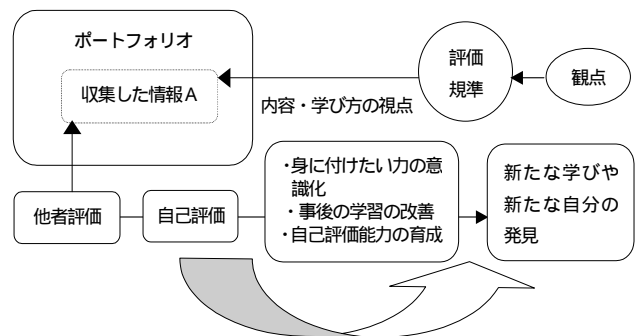 ポートフォリオ
収集した情報A
内容・学び方の視点
評価
規準
観点
他者評価
自己評価
・身に付けたい力の意
識化
・事後の学習の改善
・自己評価能力の育成
新たな学びや
新たな自分の
発見